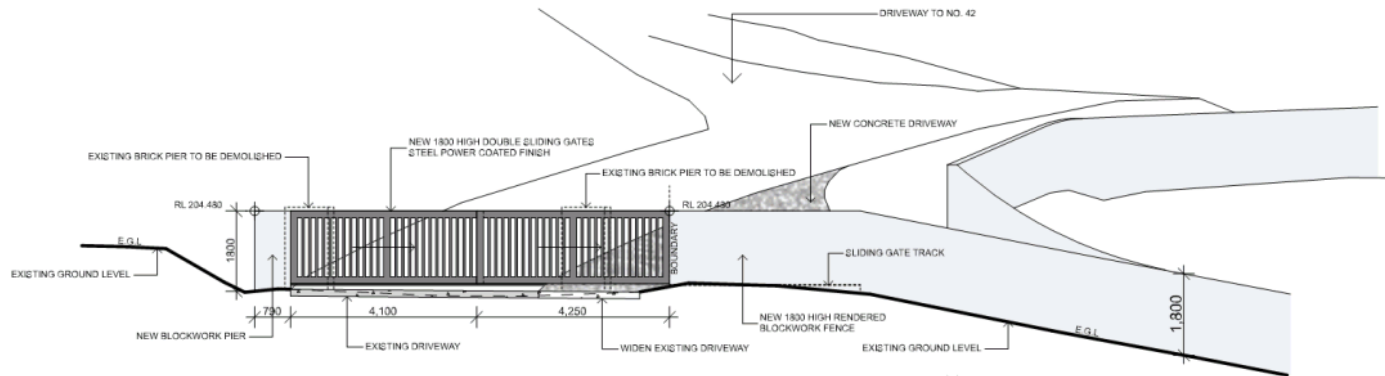 DRIVEWAY TO NO. 42
NEW CONCRETE DRIVEWAY
NEW 1800 HIGH DOUBLE SLIDING GATES
STEEL POWER COATED FINISH
EXISTING BRICK PIER TO BE DEMOLISHED
EXISTING BRICK PIER TO BE DEMOLISHED
RL 204.480
RL 204.480
E.G.L
1800
BOUNDARY
SLIDING GATE TRACK
EXISTING GROUND LEVEL
790
4,100
4,250
NEW 1800 HIGH RENDERED
BLOCKWORK FENCE
1,800
E.G.L
NEW BLOCKWORK PIER
EXISTING DRIVEWAY
WIDEN EXISTING DRIVEWAY
EXISTING GROUND LEVEL